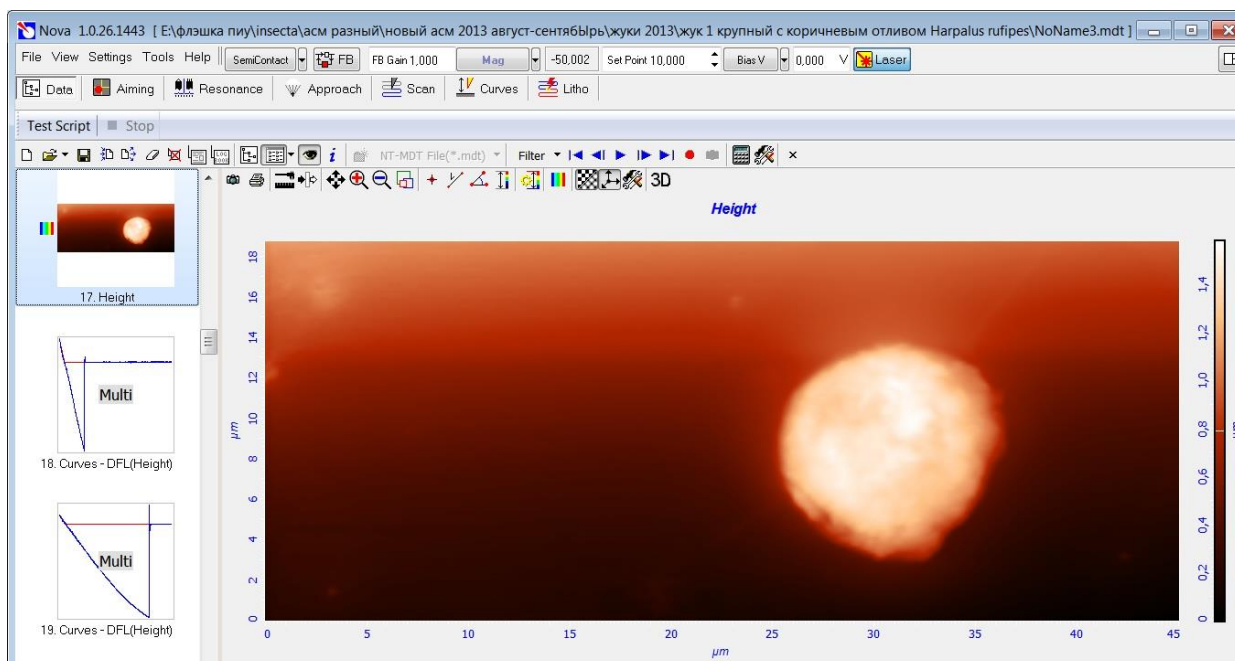 Nova 1.0.26.1443 [ E:\флэшка пиу\insecta\асм разный\новый асм 2013 август-сентябЫрь\жуки 2013\жук 1 крупный с коричневым отливом Harpalus rufipes\NoName3.mdt ]
File View Settings Tools Help SemiContact FB FB Gain 1,000 Mag -50,002 Set Point 10,000 Bias V 0,000 V Laser
Data Aiming Resonance Approach Scan Curves Litho
Test Script Stop
NT-MDT File(*.mdt) Filter
3D
Height
17. Height
Multi
18. Curves - DFL(Height)
Multi
19. Curves - DFL(Height)
18
16
14
12
10
8
6
4
2
0
µm
0 5 10 15 20 25 30 35 40 45
µm
1,4
1,2
1,0
0,8
0,6
0,4
0,2
0
µm